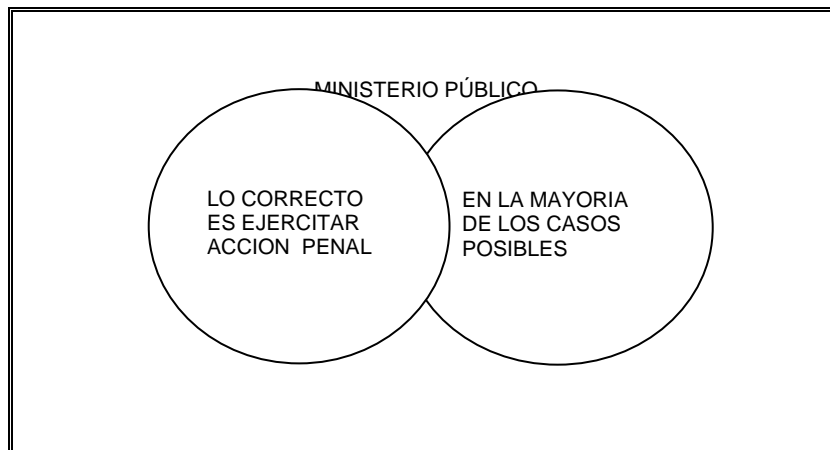 MINISTERIO PÚBLICO
LO CORRECTO
ES EJERCITAR
ACCION PENAL
EN LA MAYORIA
DE LOS CASOS
POSIBLES